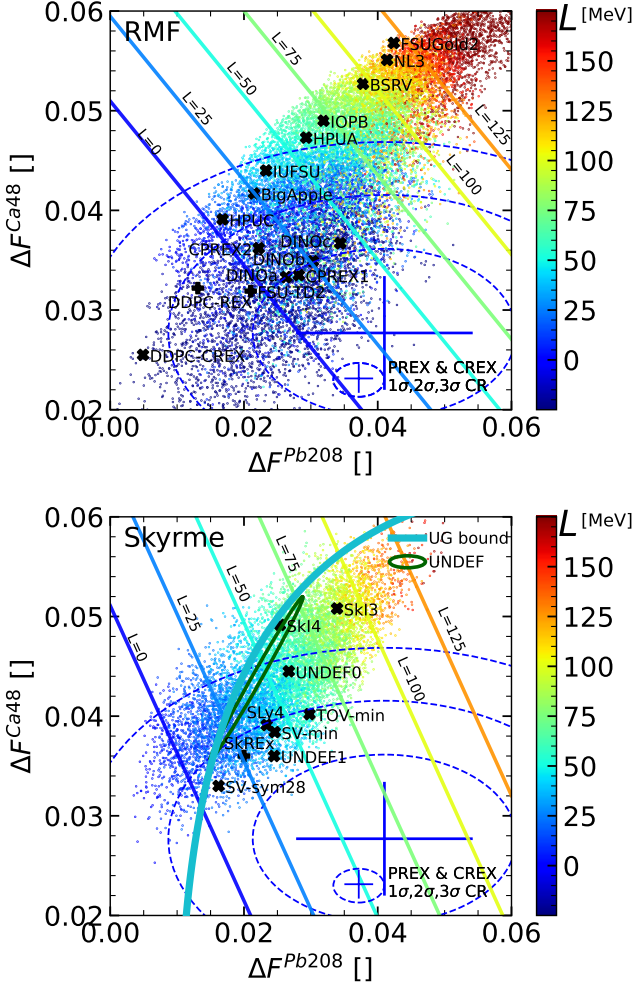 RMF
L [MeV]
FSUGold2
NL3
BSRV
IOPB
HPUA
IUFSU
BigApple
HPUC
CPREX2
DINOc
DINOb
DINOa
CPREX1
FSU-TD2
DDPC-REX
DDPC-CREX
L=0
L=25
L=50
L=75
L=100
L=125
PREX & CREX
1σ,2σ,3σ CR
0.06
0.05
0.04
0.03
0.02
0.00
0.02
0.04
0.06
ΔF^{Ca48} []
ΔF^{Pb208} []
150
125
100
75
50
25
0
Skyrme
L [MeV]
UG bound
UNDEF
SkI3
SkI4
UNDEF0
SLy4
TOV-min
SV-min
SkREx
UNDEF1
SV-sym28
L=0
L=25
L=50
L=75
L=100
L=125
PREX & CREX
1σ,2σ,3σ CR
0.06
0.05
0.04
0.03
0.02
0.00
0.02
0.04
0.06
ΔF^{Ca48} []
ΔF^{Pb208} []
150
125
100
75
50
25
0